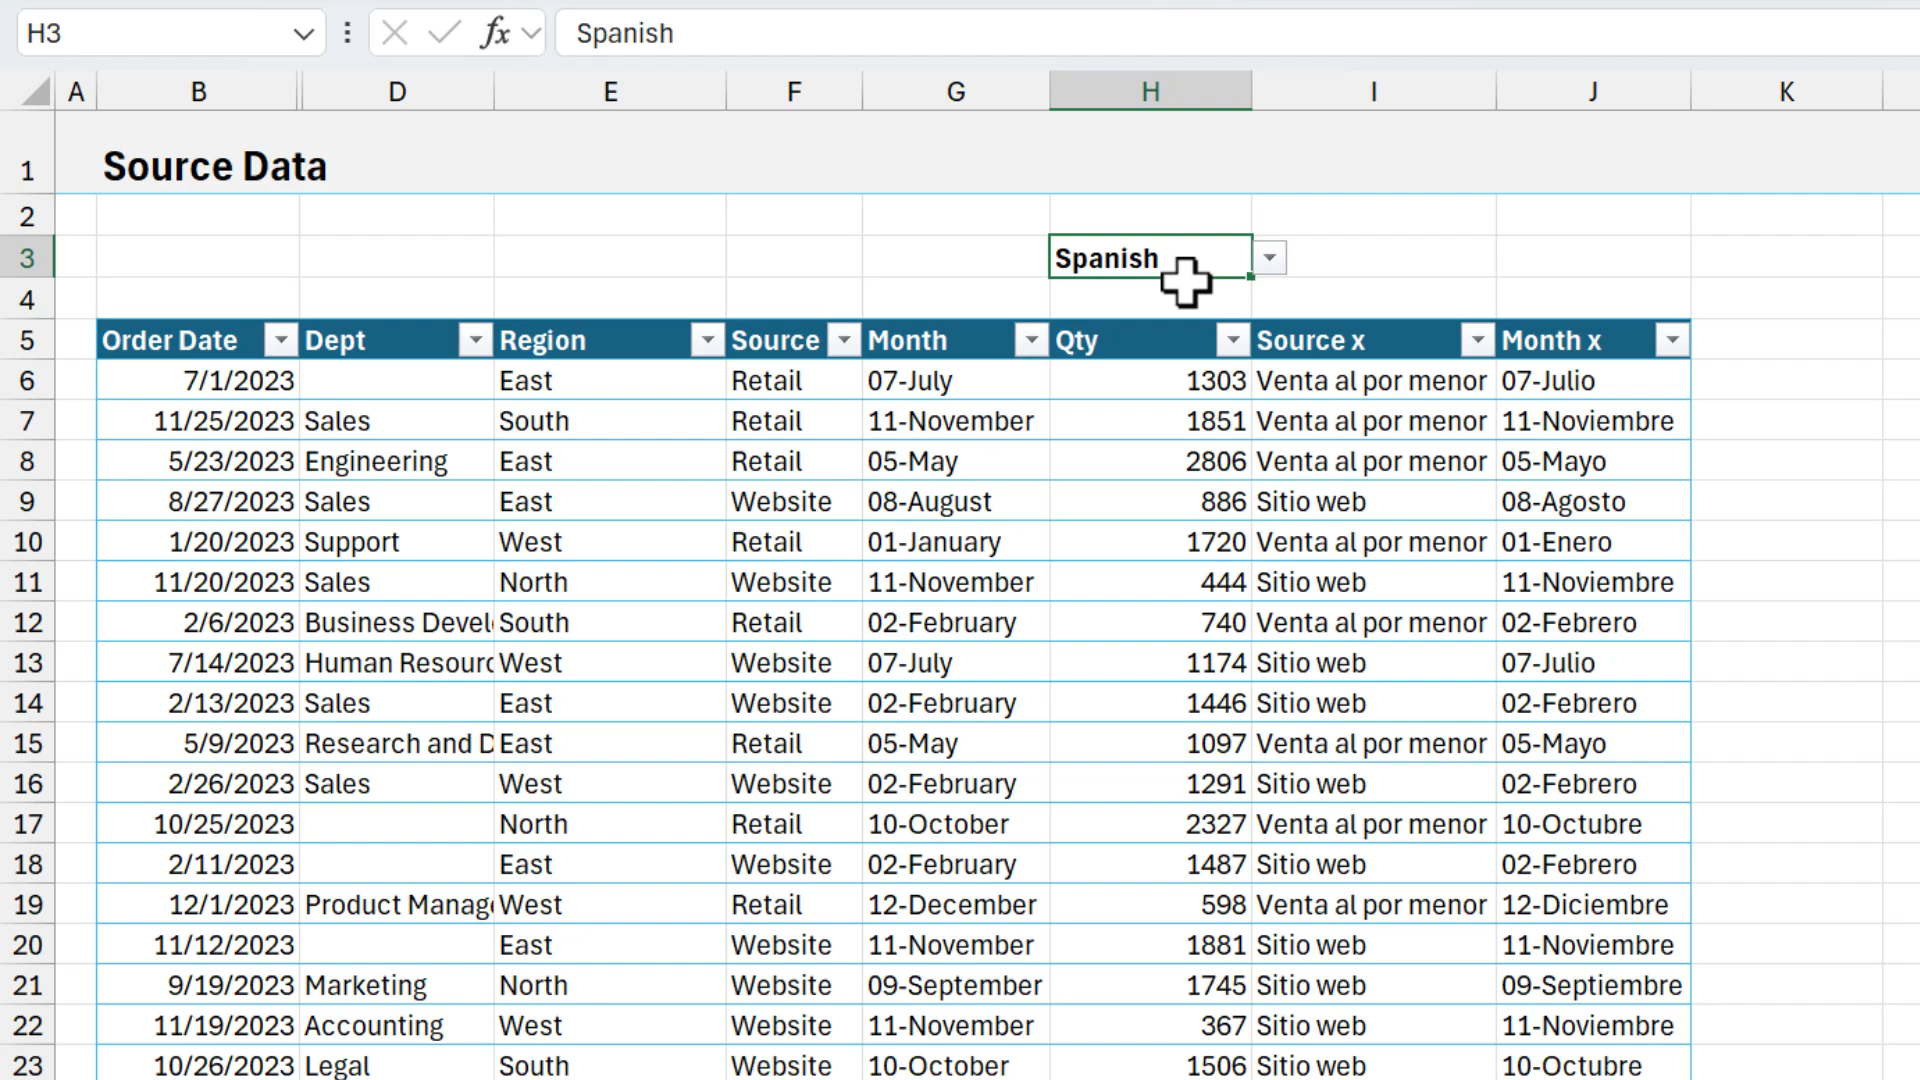 H3 fx Spanish
A B D E F G H I J K
1 Source Data
2
3 Spanish
4
5 Order Date Dept Region Source Month Qty Source x Month x
6 7/1/2023 East Retail 07-July 1303 Venta al por menor 07-Julio
7 11/25/2023 Sales South Retail 11-November 1851 Venta al por menor 11-Noviembre
8 5/23/2023 Engineering East Retail 05-May 2806 Venta al por menor 05-Mayo
9 8/27/2023 Sales East Website 08-August 886 Sitio web 08-Agosto
10 1/20/2023 Support West Retail 01-January 1720 Venta al por menor 01-Enero
11 11/20/2023 Sales North Website 11-November 444 Sitio web 11-Noviembre
12 2/6/2023 Business Devel South Retail 02-February 740 Venta al por menor 02-Febrero
13 7/14/2023 Human Resourc West Website 07-July 1174 Sitio web 07-Julio
14 2/13/2023 Sales East Website 02-February 1446 Sitio web 02-Febrero
15 5/9/2023 Research and D East Retail 05-May 1097 Venta al por menor 05-Mayo
16 2/26/2023 Sales West Website 02-February 1291 Sitio web 02-Febrero
17 10/25/2023 North Retail 10-October 2327 Venta al por menor 10-Octubre
18 2/11/2023 East Website 02-February 1487 Sitio web 02-Febrero
19 12/1/2023 Product Manag West Retail 12-December 598 Venta al por menor 12-Diciembre
20 11/12/2023 East Website 11-November 1881 Sitio web 11-Noviembre
21 9/19/2023 Marketing North Website 09-September 1745 Sitio web 09-Septiembre
22 11/19/2023 Accounting West Website 11-November 367 Sitio web 11-Noviembre
23 10/26/2023 Legal South Website 10-October 1506 Sitio web 10-Octubre